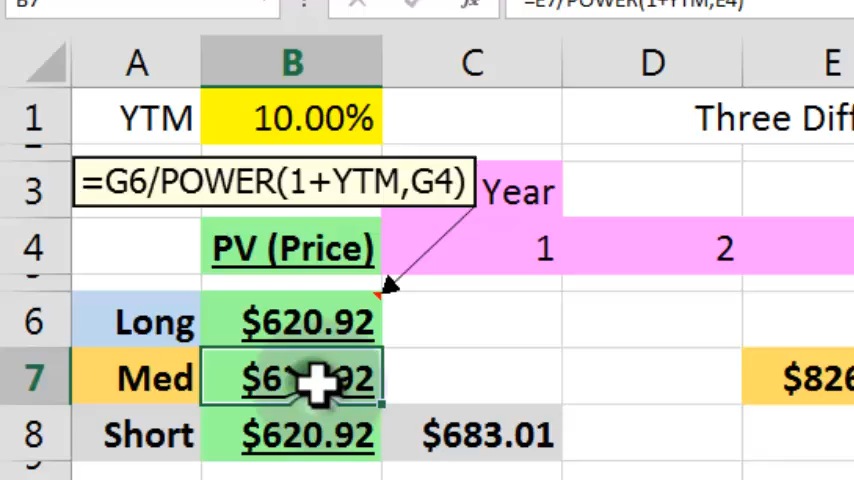 =E7/POWER(1+YTM,E4)
A B C D E
1 YTM 10.00% Three Diff
=G6/POWER(1+YTM,G4)
3 Year
4 PV (Price) 1 2
6 Long $620.92
7 Med $826
8 Short $620.92 $683.01